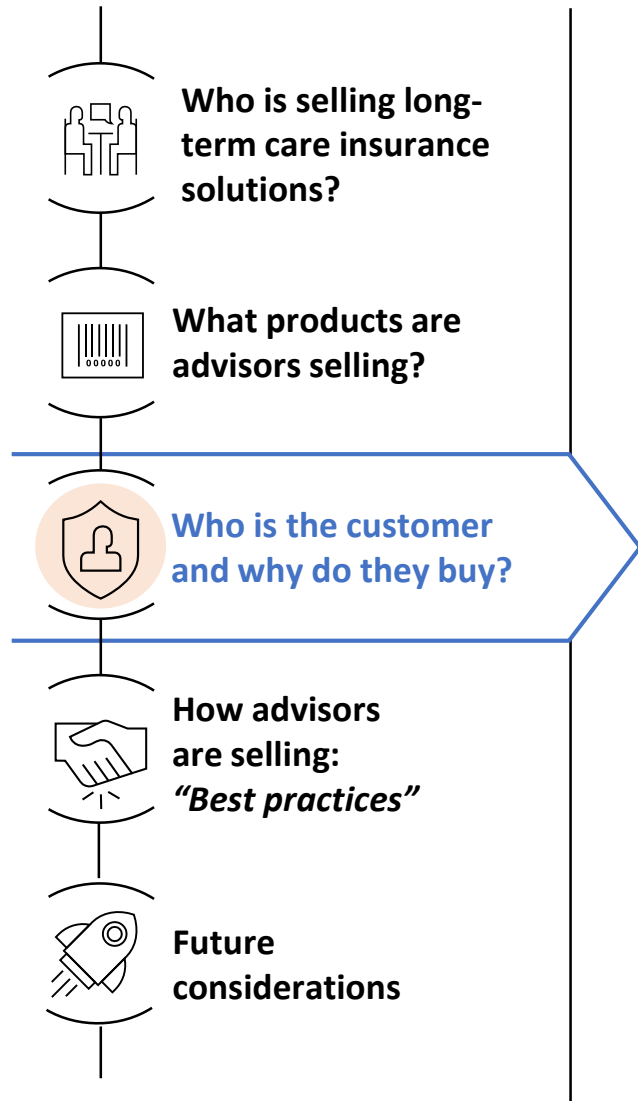 Who is selling long-
term care insurance
solutions?
What products are
advisors selling?
Who is the customer
and why do they buy?
How advisors
are selling:
“Best practices”
Future
considerations